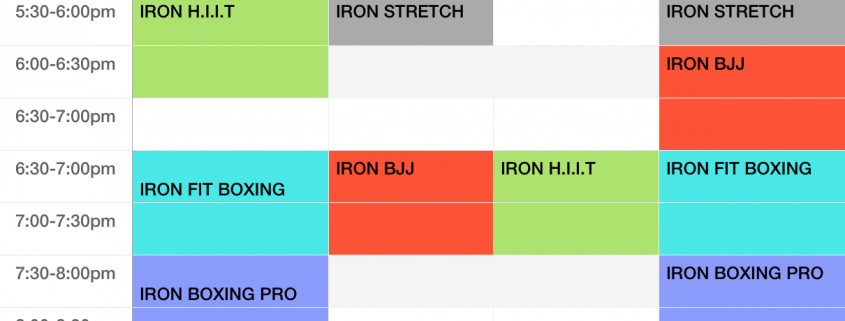 5:30-6:00pm IRON H.I.I.T IRON STRETCH IRON STRETCH
6:00-6:30pm IRON BJJ
6:30-7:00pm
6:30-7:00pm IRON FIT BOXING IRON BJJ IRON H.I.I.T IRON FIT BOXING
7:00-7:30pm
7:30-8:00pm IRON BOXING PRO IRON BOXING PRO